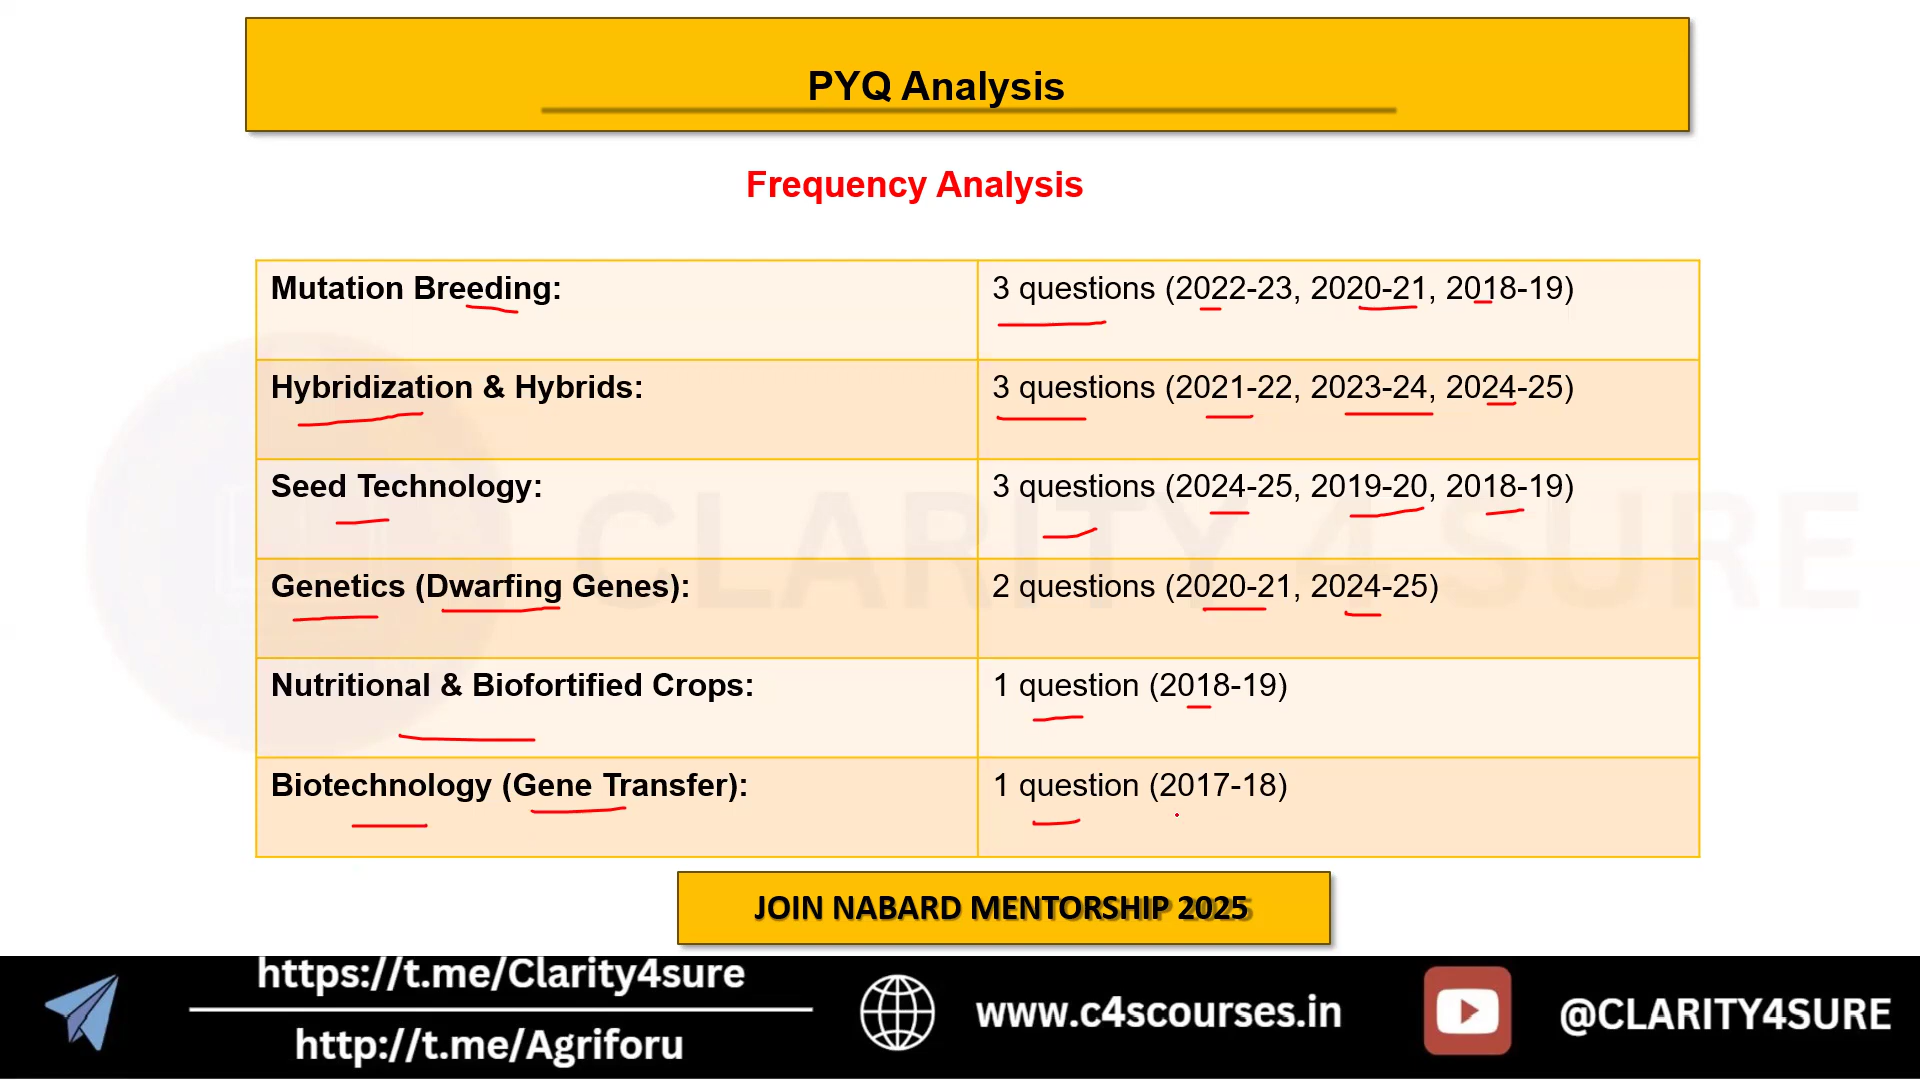 PYQ Analysis
Frequency Analysis
Mutation Breeding:
3 questions (2022-23, 2020-21, 2018-19)
Hybridization & Hybrids:
3 questions (2021-22, 2023-24, 2024-25)
Seed Technology:
3 questions (2024-25, 2019-20, 2018-19)
Genetics (Dwarfing Genes):
2 questions (2020-21, 2024-25)
Nutritional & Biofortified Crops:
1 question (2018-19)
Biotechnology (Gene Transfer):
1 question (2017-18)
CLARITY 4 SURE
JOIN NABARD MENTORSHIP 2025
https://t.me/Clarity4sure
http://t.me/Agriforu
www.c4scourses.in
@CLARITY4SURE